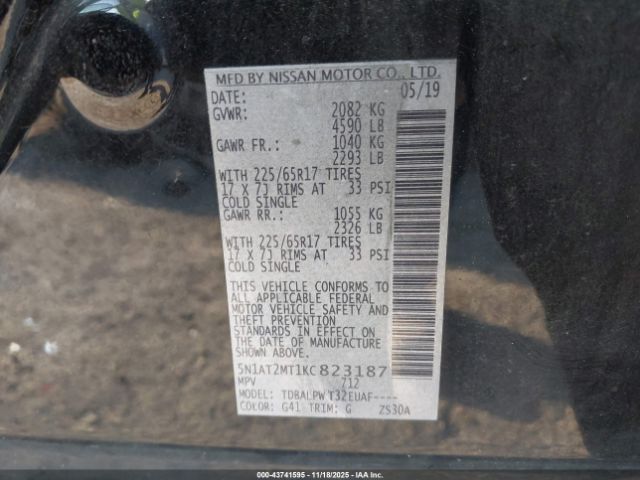 MFD BY NISSAN MOTOR CO., LTD.
DATE: 05/19
GVWR: 2082 KG
4590 LB
GAWR FR.: 1040 KG
2293 LB
WITH 225/65R17 TIRES
17 X 7J RIMS AT 33 PSI
COLD SINGLE
GAWR RR.: 1055 KG
2326 LB
WITH 225/65R17 TIRES
17 X 7J RIMS AT 33 PSI
COLD SINGLE
THIS VEHICLE CONFORMS TO
ALL APPLICABLE FEDERAL
MOTOR VEHICLE SAFETY AND
THEFT PREVENTION
STANDARDS IN EFFECT ON
THE DATE OF MANUFACTURE
SHOWN ABOVE.
5N1AT2MT1KC823187
MPV 712
MODEL: TDBALPWT32EUAF----
COLOR: G41 TRIM: G ZS30A
000-43741595 - 11/18/2025 - IAAI.COM